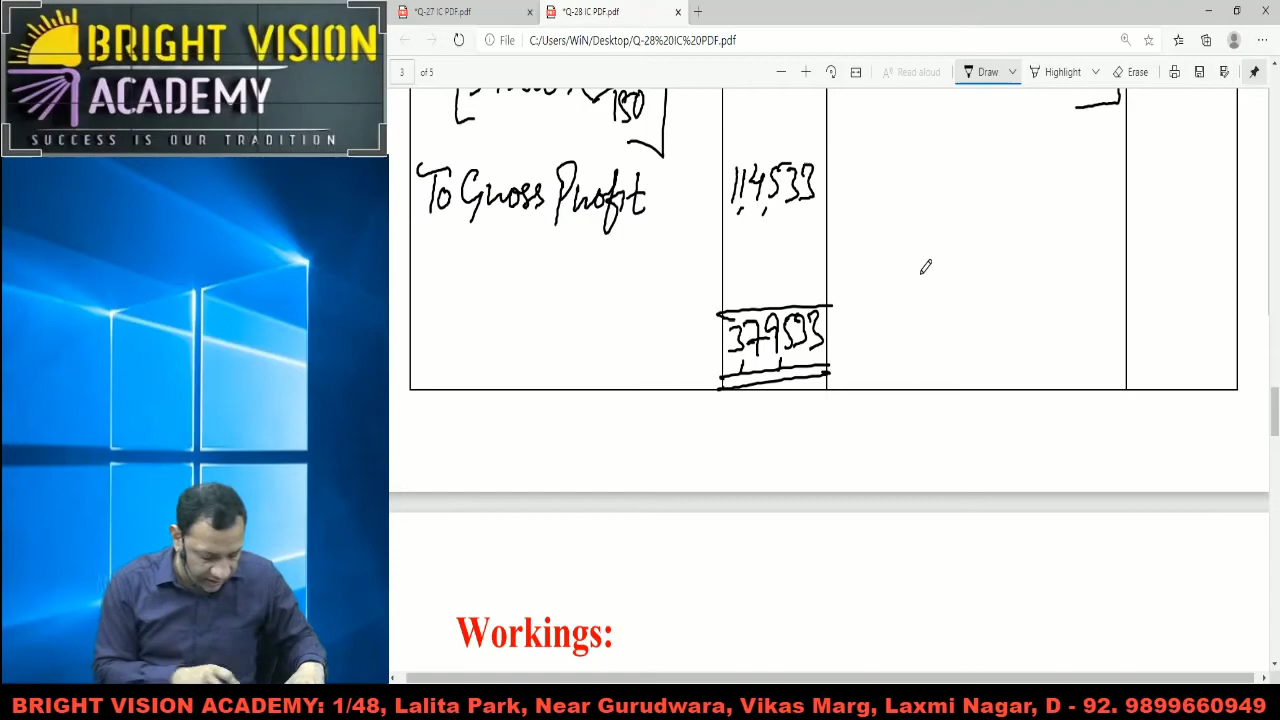 *Q-27 IC PDF.pdf
*Q-28 IC PDF.pdf
File
C:/Users/WiN/Desktop/Q-28%20IC%20PDF.pdf
3 of 5
Read aloud
Draw
Highlight
Erase
BRIGHT VISION
ACADEMY
SUCCESS IS OUR TRADITION
150
To Gross Profit 114533
379533
Workings:
BRIGHT VISION ACADEMY: 1/48, Lalita Park, Near Gurudwara, Vikas Marg, Laxmi Nagar, D - 92. 9899660949